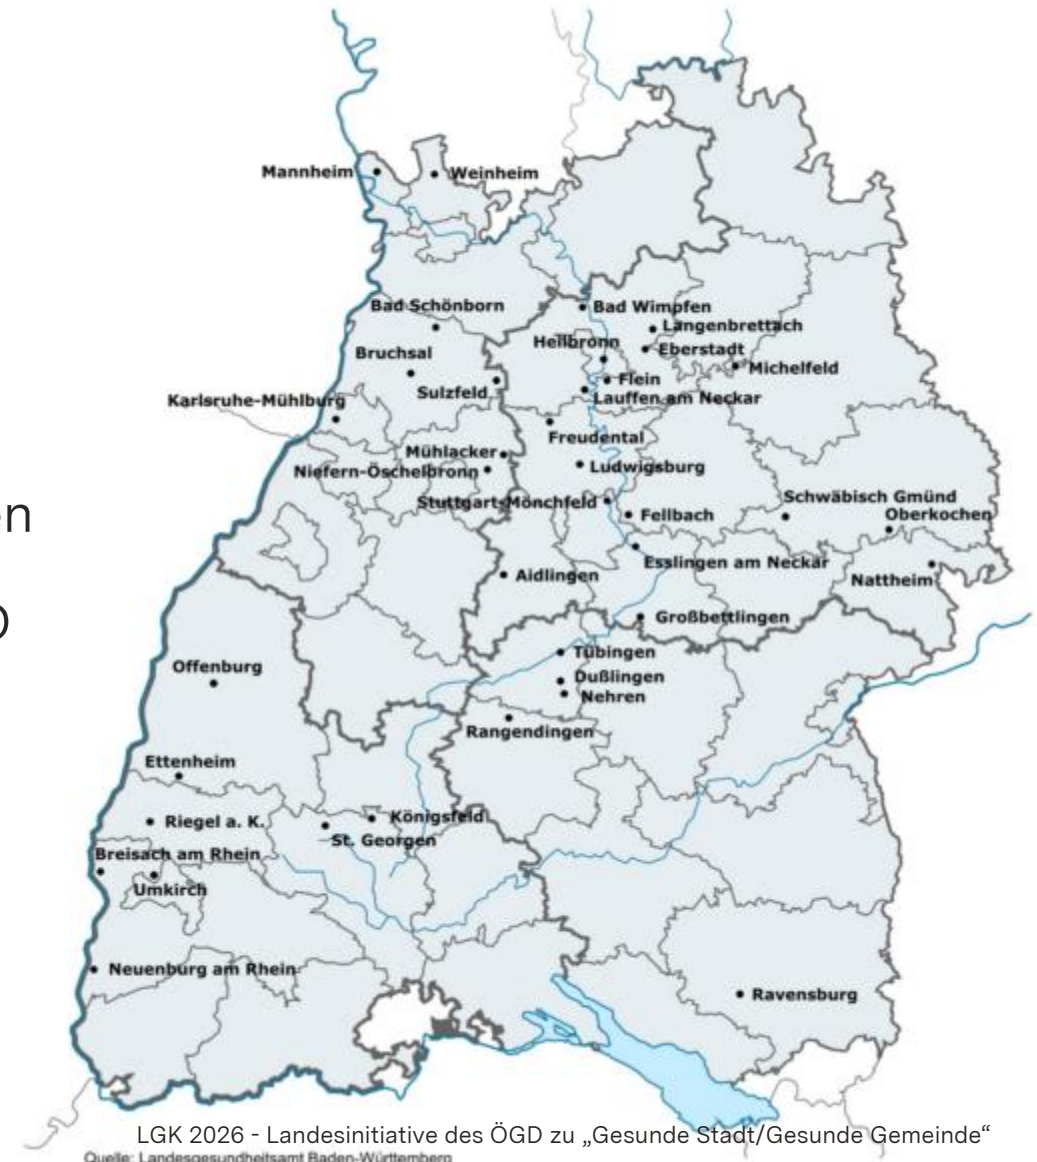 Mannheim
Weinheim
Bad Schönborn
Bad Wimpfen
Langenbrettach
Heilbronn
Eberstadt
Bruchsal
Michelfeld
Flein
Sulzfeld
Lauffen am Neckar
Karlsruhe-Mühlburg
Freudental
Mühlacker
Ludwigsburg
Niefern-Öschelbronn
Schwäbisch Gmünd
Stuttgart-Mönchfeld
Fellbach
Oberkochen
en
Esslingen am Neckar
Aidlingen
Nattheim
Großbettlingen
Tübingen
Offenburg
Dußlingen
Nehren
Rangendingen
Ettenheim
Königsfeld
Riegel a. K.
St. Georgen
Breisach am Rhein
Umkirch
Neuenburg am Rhein
Ravensburg
LGK 2026 - Landesinitiative des ÖGD zu „Gesunde Stadt/Gesunde Gemeinde“
Quelle: Landesgesundheitsamt Baden-Württemberg